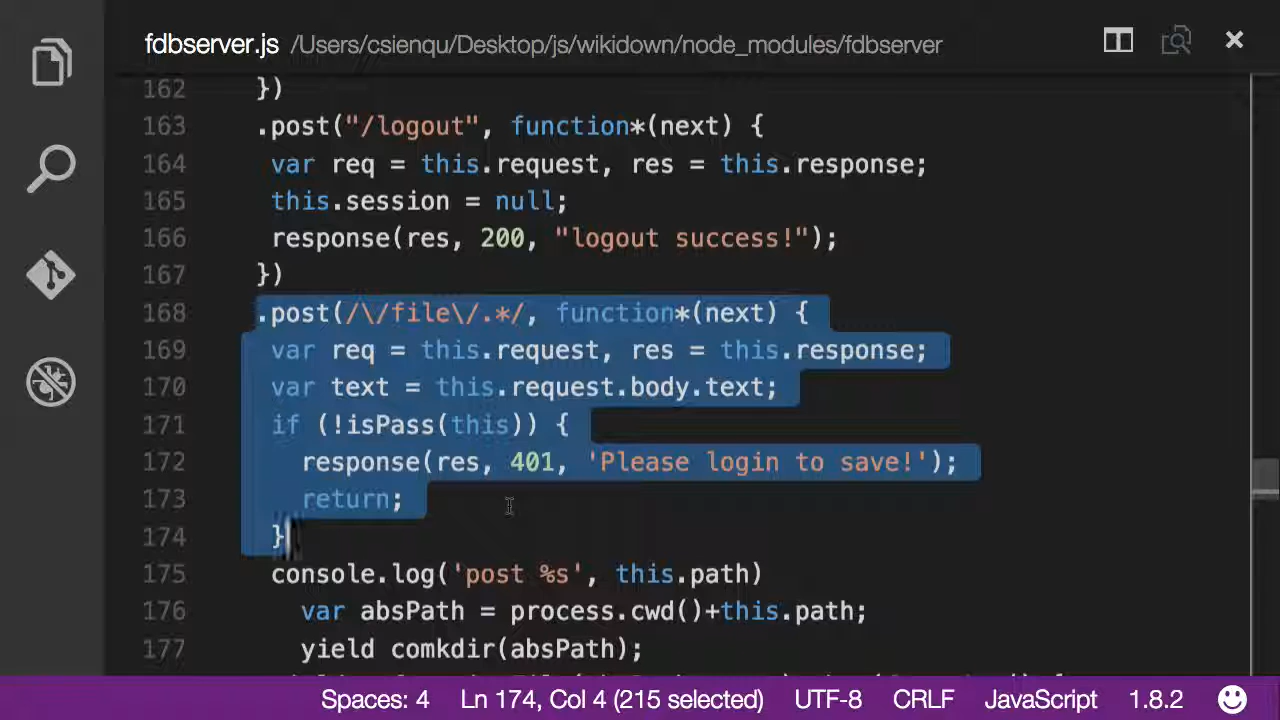 fdbserver.js /Users/csienqu/Desktop/js/wikidown/node_modules/fdbserver
162 })
163 .post("/logout", function*(next) {
164 var req = this.request, res = this.response;
165 this.session = null;
166 response(res, 200, "logout success!");
167 })
168 .post(/\/file\/.*/, function*(next) {
169 var req = this.request, res = this.response;
170 var text = this.request.body.text;
171 if (!isPass(this)) {
172 response(res, 401, 'Please login to save!');
173 return;
174 }
175 console.log('post %s', this.path)
176 var absPath = process.cwd()+this.path;
177 yield comkdir(absPath);
Spaces: 4 Ln 174, Col 4 (215 selected) UTF-8 CRLF JavaScript 1.8.2